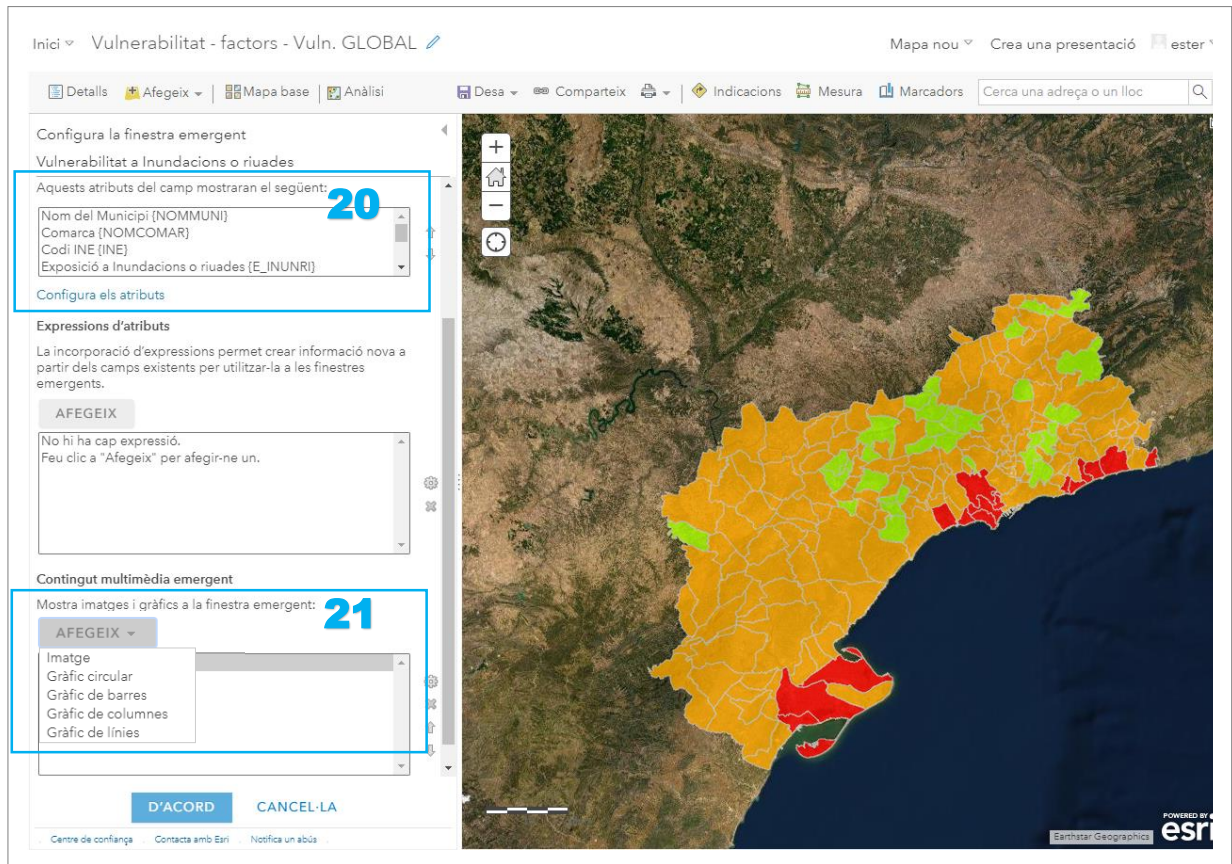 Inici Vulnerabilitat - factors - Vuln. GLOBAL
Mapa nou Crea una presentació ester
Detalls Afegeix Mapa base Anàlisi Desa Comparteix Indicacions Mesura Marcadors Cerca una adreça o un lloc
Configura la finestra emergent
Vulnerabilitat a Inundacions o riuades
Aquests atributs del camp mostraran el següent:
20
Nom del Municipi {NOMMUNI}
Comarca {NOMCOMAR}
Codi INE {INE}
Exposició a Inundacions o riuades {E_INUNRI}
Configura els atributs
Expressions d'atributs
La incorporació d'expressions permet crear informació nova a
partir dels camps existents per utilitzar-la a les finestres
emergents.
AFEGEIX
No hi ha cap expressió.
Feu clic a "Afegeix" per afegir-ne un.
Contingut multimèdia emergent
Mostra imatges i gràfics a la finestra emergent:
21
AFEGEIX
Imatge
Gràfic circular
Gràfic de barres
Gràfic de columnes
Gràfic de línies
D'ACORD CANCEL·LA
Centre de confiança Contacta amb Esri Notifica un abús
Earthstar Geographics
POWERED BY
esri